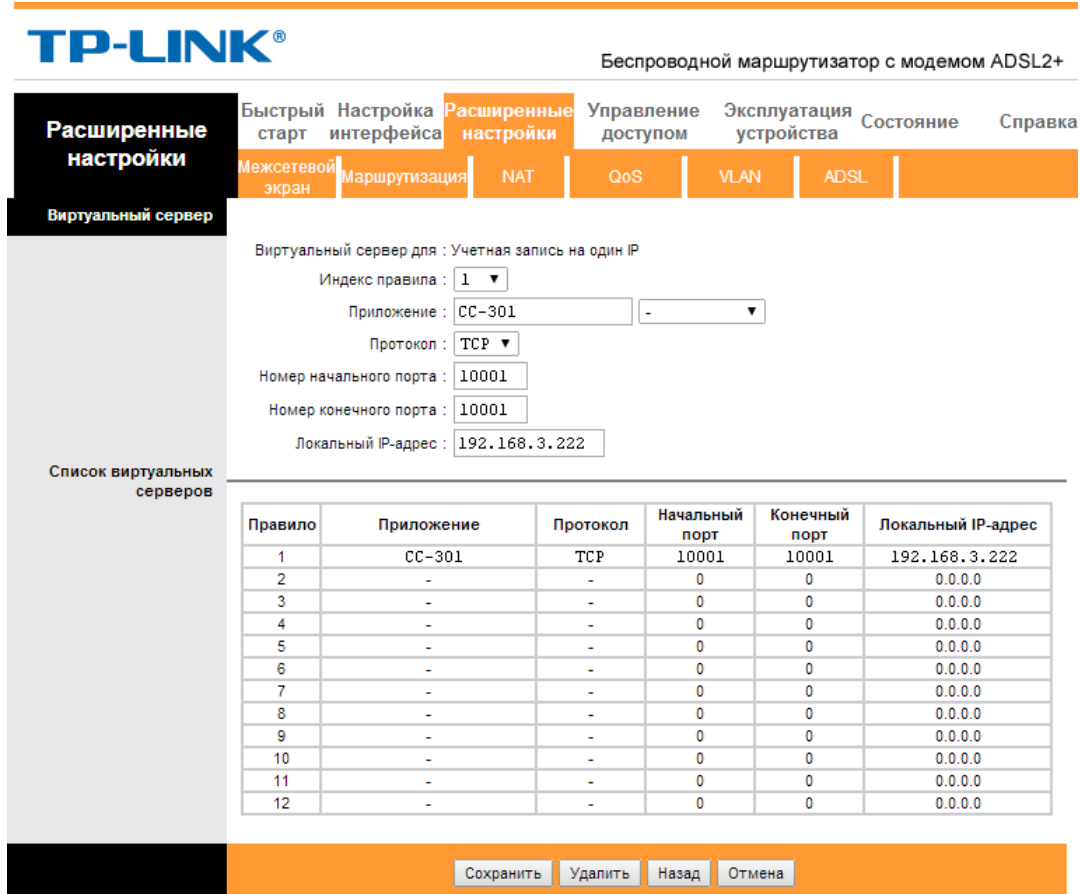 TP-LINK®
Беспроводной маршрутизатор с модемом ADSL2+
Расширенные настройки
Быстрый старт
Настройка интерфейса
Расширенные настройки
Управление доступом
Эксплуатация устройства
Состояние
Справка
Межсетевой экран
Маршрутизация
NAT
QoS
VLAN
ADSL
Виртуальный сервер
Виртуальный сервер для : Учетная запись на один IP
Индекс правила : 1 ▼
Приложение : CC-301 - ▼
Протокол : TCP ▼
Номер начального порта : 10001
Номер конечного порта : 10001
Локальный IP-адрес : 192.168.3.222
Список виртуальных серверов
Правило Приложение Протокол Начальный порт Конечный порт Локальный IP-адрес
1 CC-301 TCP 10001 10001 192.168.3.222
2 - - 0 0 0.0.0.0
3 - - 0 0 0.0.0.0
4 - - 0 0 0.0.0.0
5 - - 0 0 0.0.0.0
6 - - 0 0 0.0.0.0
7 - - 0 0 0.0.0.0
8 - - 0 0 0.0.0.0
9 - - 0 0 0.0.0.0
10 - - 0 0 0.0.0.0
11 - - 0 0 0.0.0.0
12 - - 0 0 0.0.0.0
Сохранить Удалить Назад Отмена